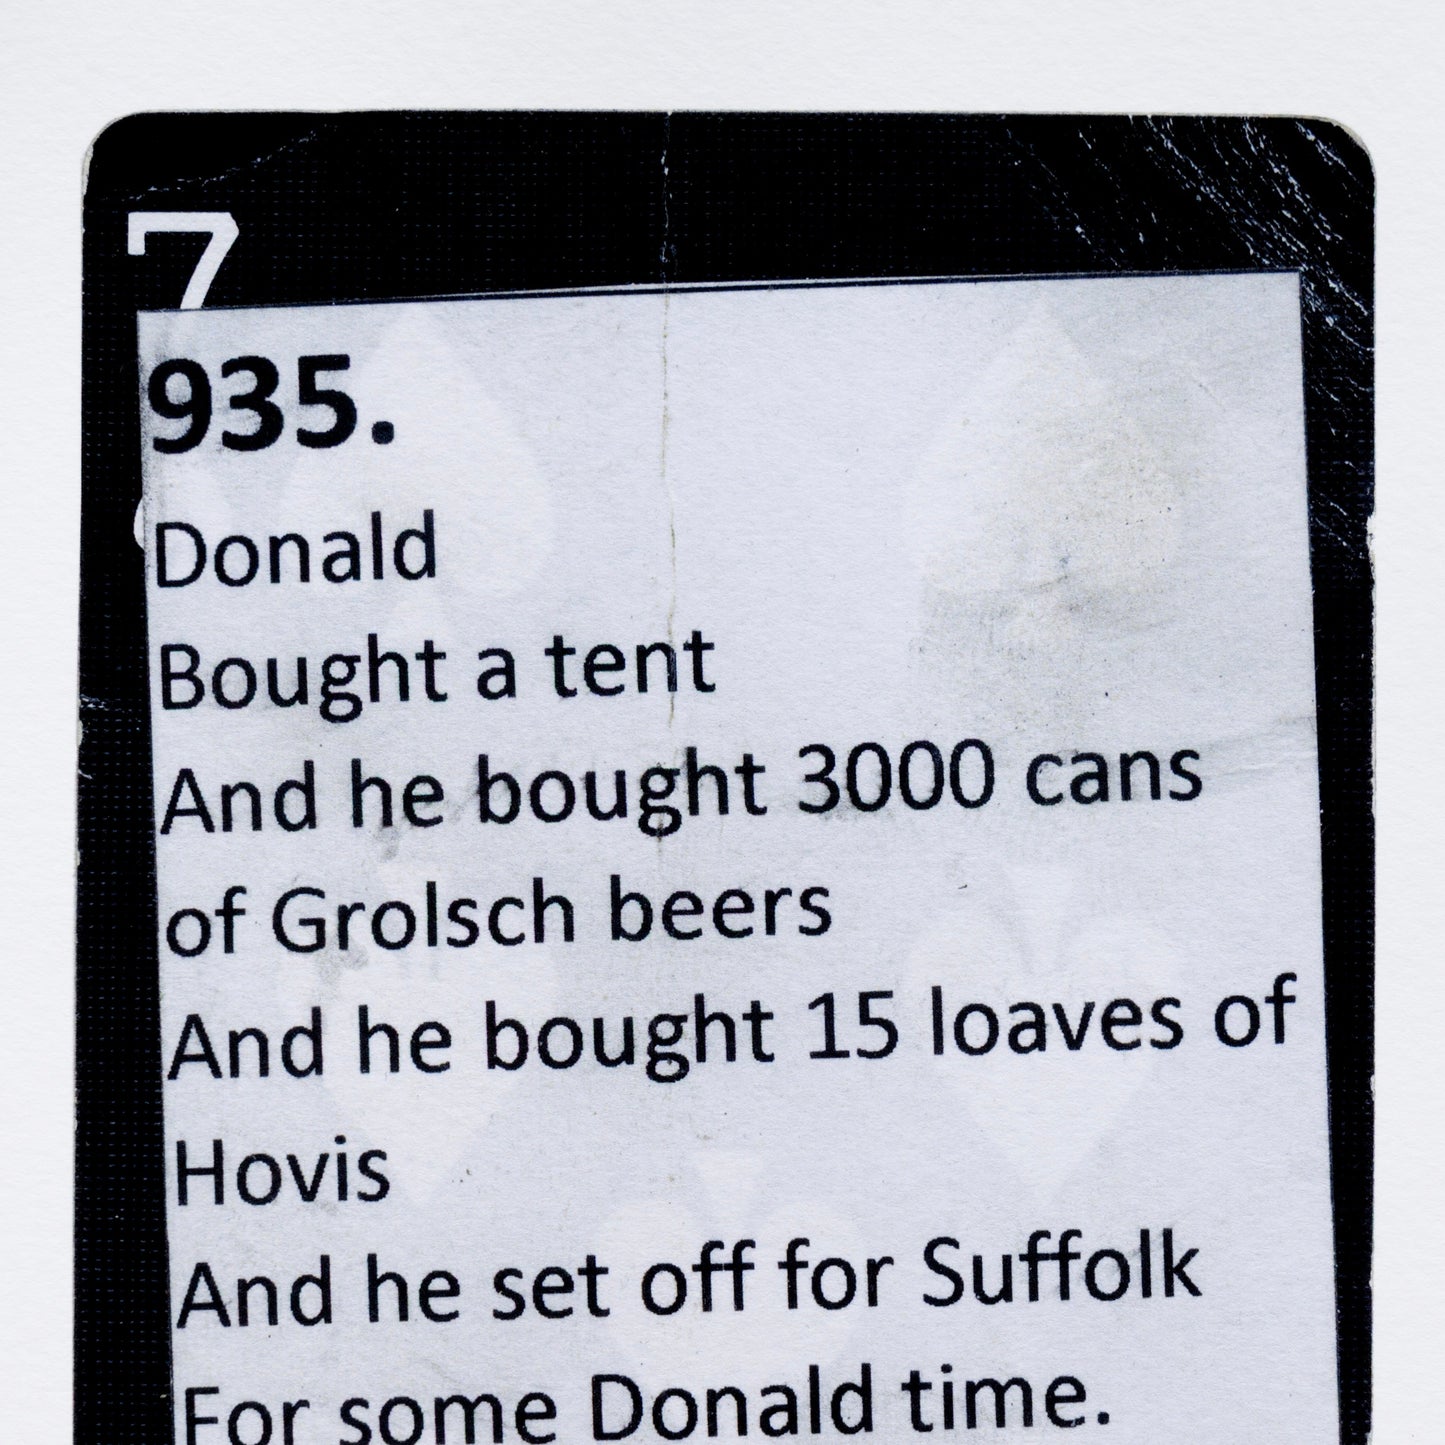 7
935.
Donald
Bought a tent
And he bought 3000 cans
of Grolsch beers
And he bought 15 loaves of
Hovis
And he set off for Suffolk
For some Donald time.